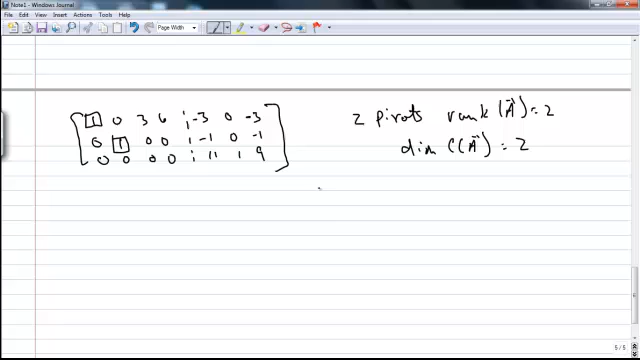 Note1 - Windows Journal
File Edit View Insert Actions Tools Help
Page Width
1 0 3 6 -3 0 -3
0 1 0 0 -1 0 -1
0 0 0 0 11 1 9
2 pivots rank (A) = 2
dim C(A) = 2
5 / 5